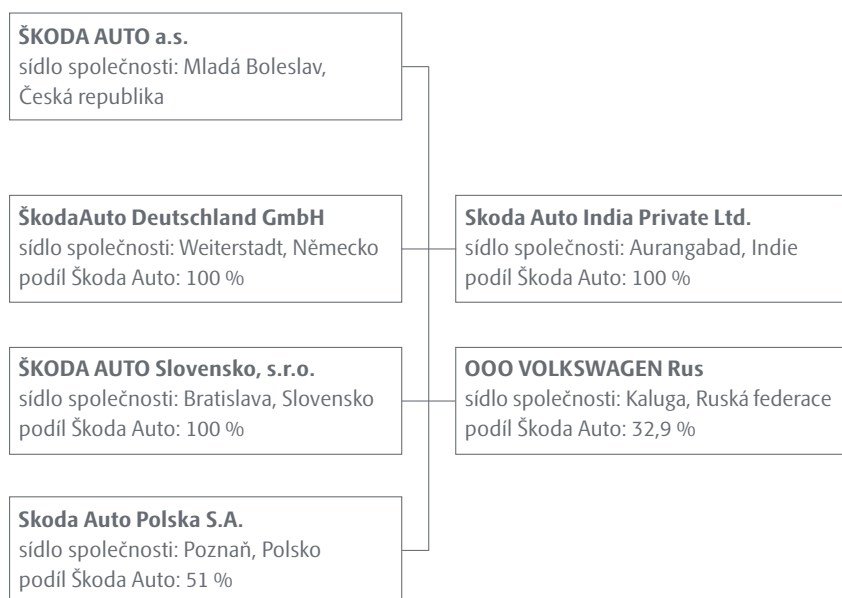 ŠKODA AUTO a.s.
sídlo společnosti: Mladá Boleslav,
Česká republika
ŠkodaAuto Deutschland GmbH
sídlo společnosti: Weiterstadt, Německo
podíl Škoda Auto: 100 %
Skoda Auto India Private Ltd.
sídlo společnosti: Aurangabad, Indie
podíl Škoda Auto: 100 %
ŠKODA AUTO Slovensko, s.r.o.
sídlo společnosti: Bratislava, Slovensko
podíl Škoda Auto: 100 %
OOO VOLKSWAGEN Rus
sídlo společnosti: Kaluga, Ruská federace
podíl Škoda Auto: 32,9 %
Skoda Auto Polska S.A.
sídlo společnosti: Poznaň, Polsko
podíl Škoda Auto: 51 %